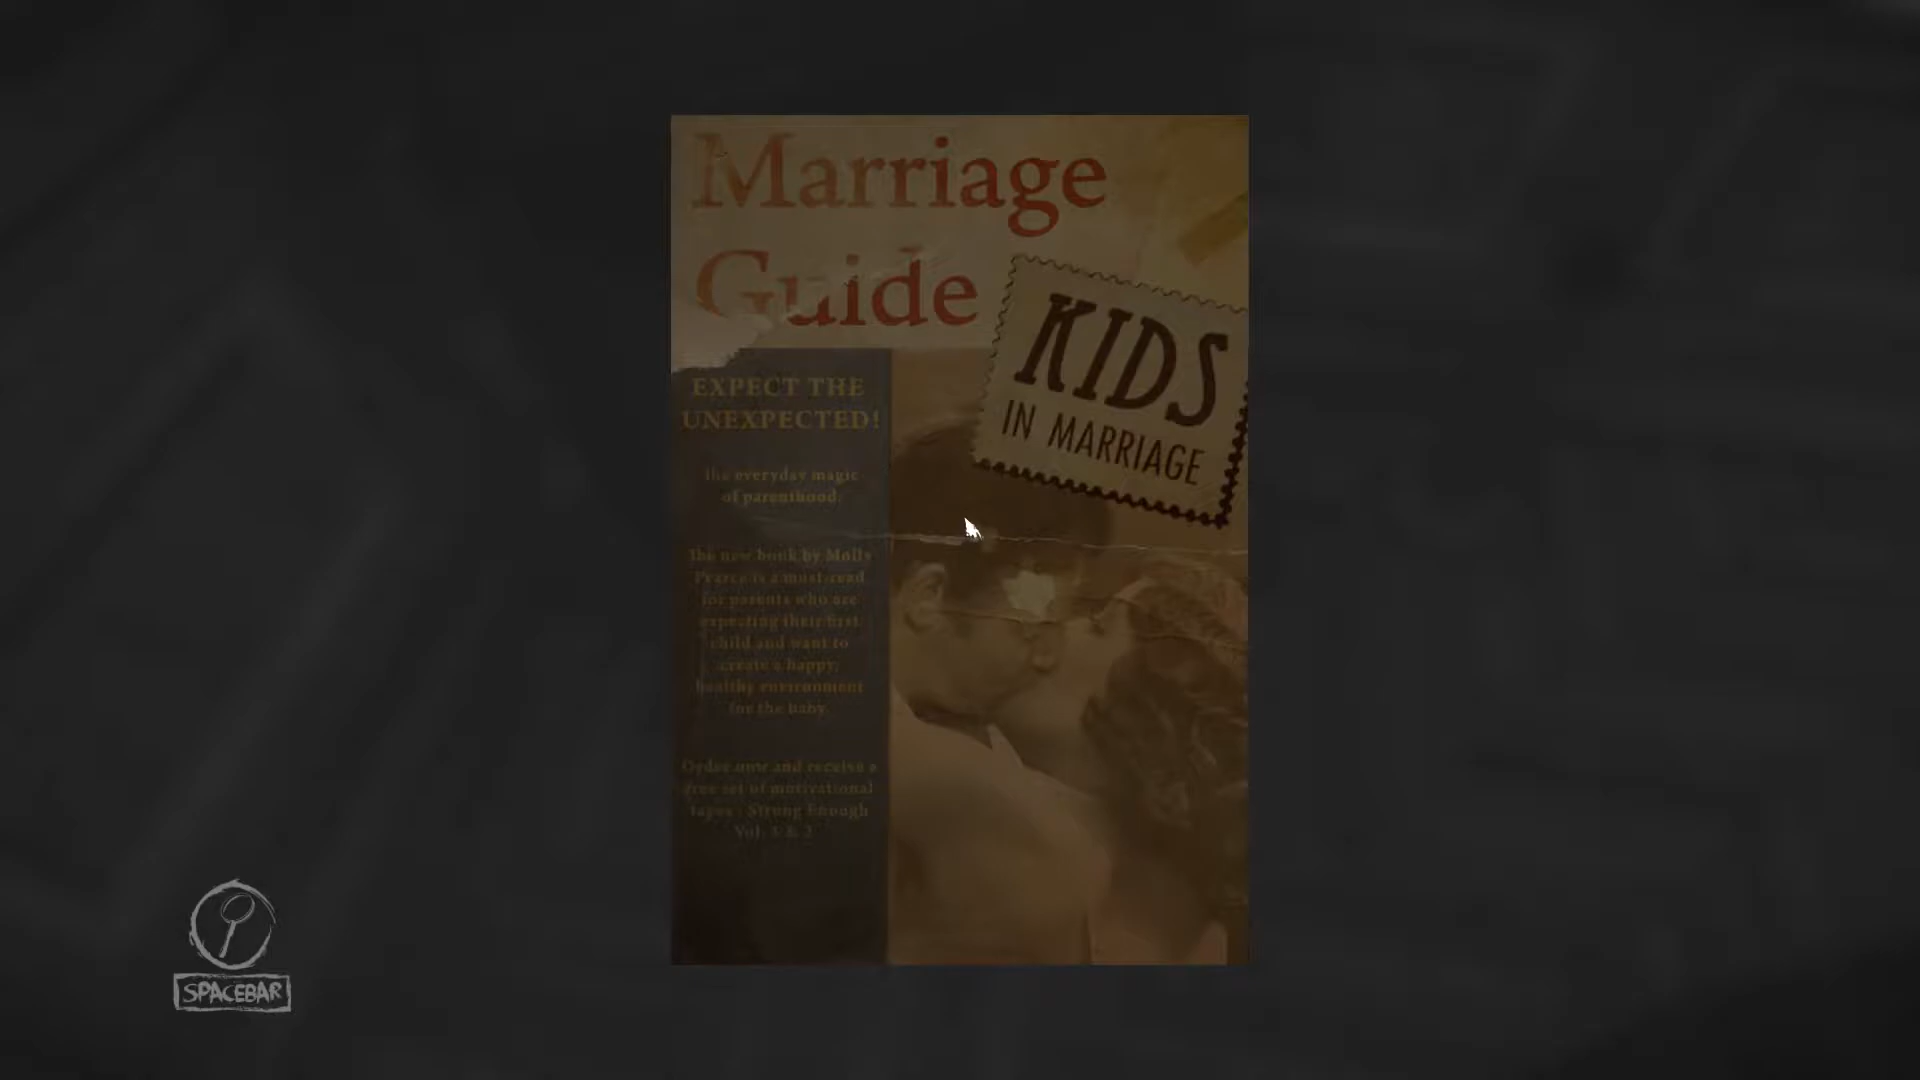 Marriage
Guide
KIDS
IN MARRIAGE
EXPECT THE
UNEXPECTED!
The everyday magic
of parenthood.
The new book by Molly
Pearce is a must-read
for parents who are
expecting their first
child and want to
create a happy,
healthy environment
for the baby.
Order now and receive a
free set of motivational
tapes : Strong Enough
Vol. & 2
SPACEBAR